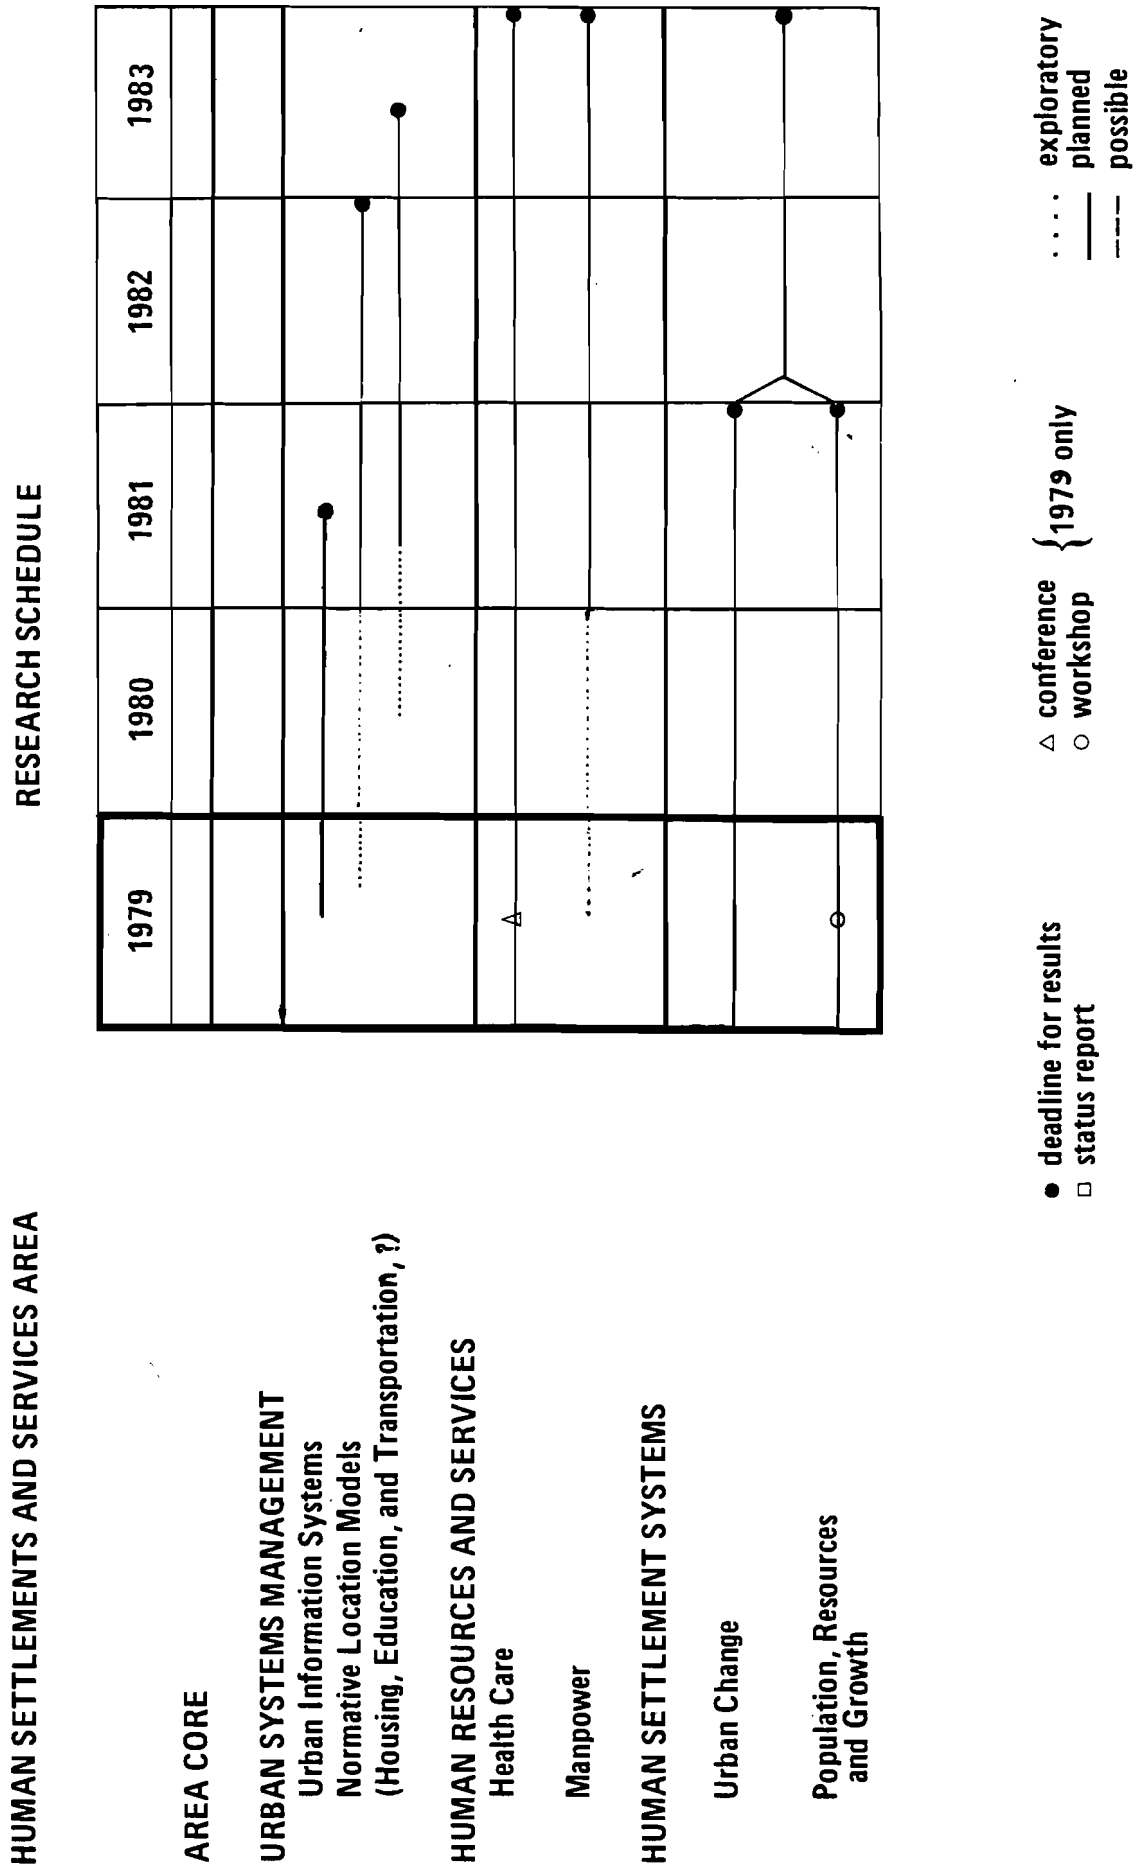 HUMAN SETTLEMENTS AND SERVICES AREA
RESEARCH SCHEDULE
1979 1980 1981 1982 1983
AREA CORE
URBAN SYSTEMS MANAGEMENT
Urban Information Systems
Normative Location Models
(Housing, Education, and Transportation, ?)
HUMAN RESOURCES AND SERVICES
Health Care
Manpower
HUMAN SETTLEMENT SYSTEMS
Urban Change
Population, Resources
and Growth
● deadline for results △ conference } 1979 only .... exploratory
□ status report ○ workshop —— planned
---- possible